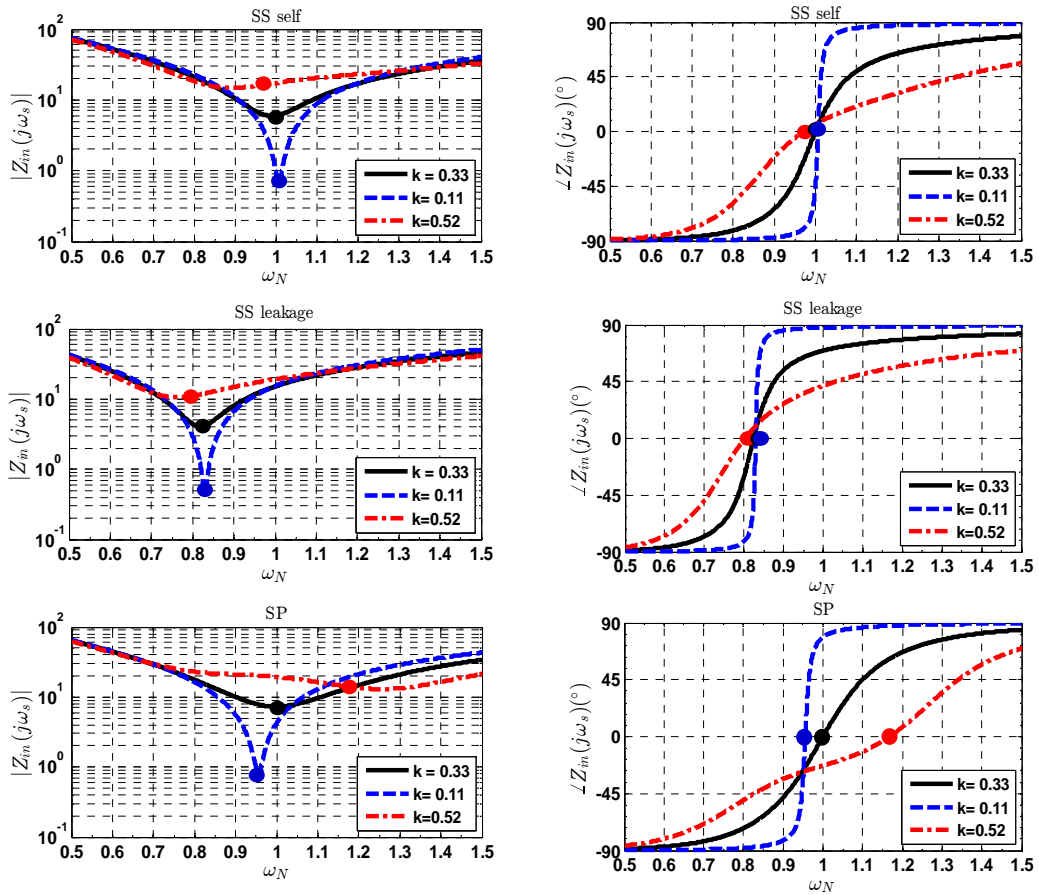 SS self
10^2
10^1
10^0
10^-1
|Z_in(jω_s)|
k = 0.33
k= 0.11
k=0.52
0.5 0.6 0.7 0.8 0.9 1 1.1 1.2 1.3 1.4 1.5
ω_N
SS self
90
45
0
-45
-90
∠Z_in(jω_s)(°)
k = 0.33
k= 0.11
k=0.52
0.5 0.6 0.7 0.8 0.9 1 1.1 1.2 1.3 1.4 1.5
ω_N
SS leakage
10^2
10^1
10^0
10^-1
|Z_in(jω_s)|
k = 0.33
k= 0.11
k=0.52
0.5 0.6 0.7 0.8 0.9 1 1.1 1.2 1.3 1.4 1.5
ω_N
SS leakage
90
45
0
-45
-90
∠Z_in(jω_s)(°)
k = 0.33
k= 0.11
k=0.52
0.5 0.6 0.7 0.8 0.9 1 1.1 1.2 1.3 1.4 1.5
ω_N
SP
10^2
10^1
10^0
10^-1
|Z_in(jω_s)|
k = 0.33
k= 0.11
k=0.52
0.5 0.6 0.7 0.8 0.9 1 1.1 1.2 1.3 1.4 1.5
ω_N
SP
90
45
0
-45
-90
∠Z_in(jω_s)(°)
k = 0.33
k= 0.11
k=0.52
0.5 0.6 0.7 0.8 0.9 1 1.1 1.2 1.3 1.4 1.5
ω_N